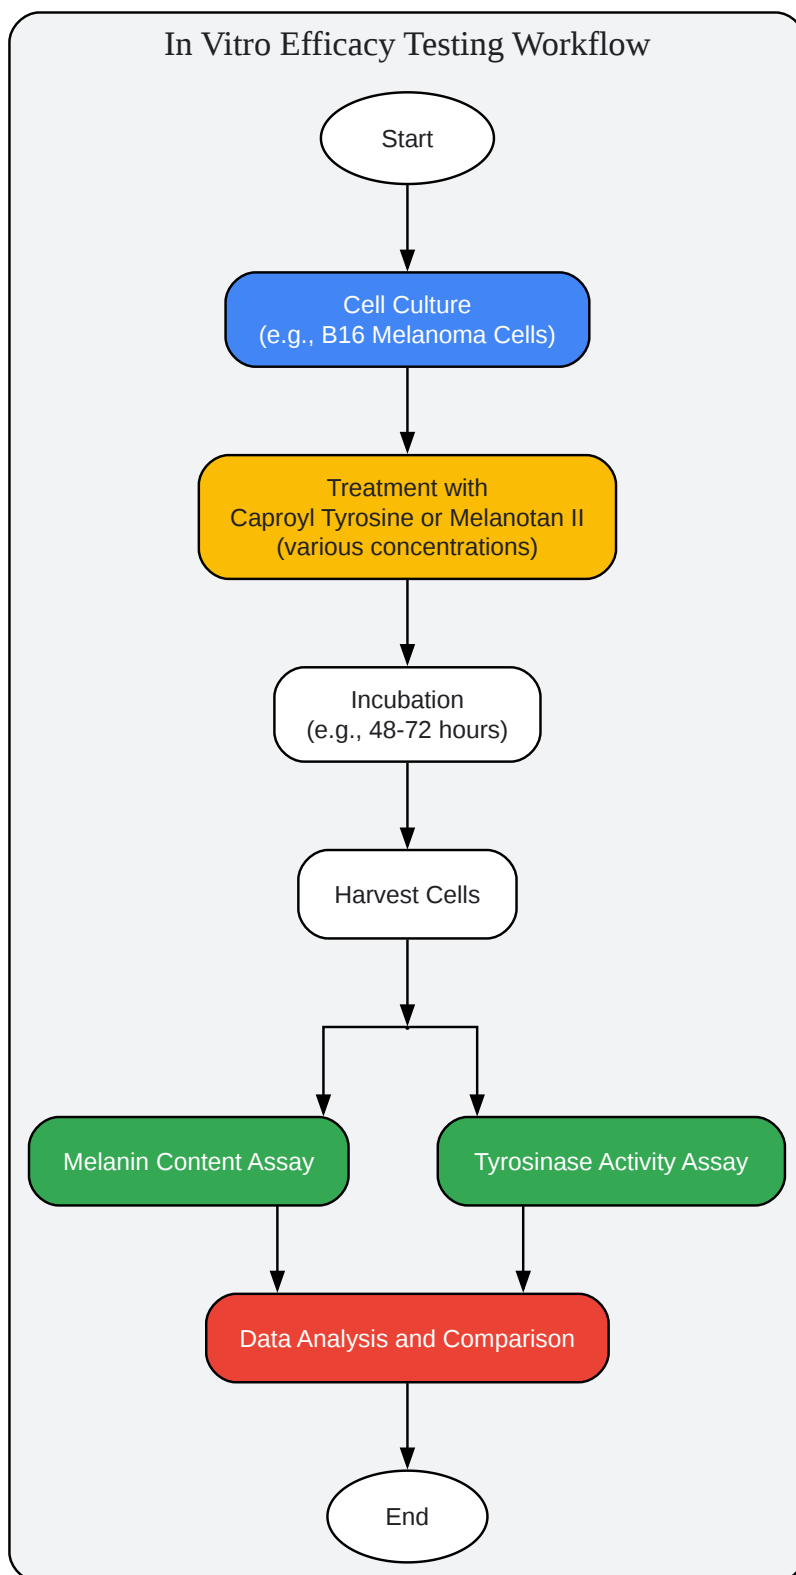 In Vitro Efficacy Testing Workflow
Start
Cell Culture
(e.g., B16 Melanoma Cells)
Treatment with
Caproyl Tyrosine or Melanotan II
(various concentrations)
Incubation
(e.g., 48-72 hours)
Harvest Cells
Melanin Content Assay
Tyrosinase Activity Assay
Data Analysis and Comparison
End